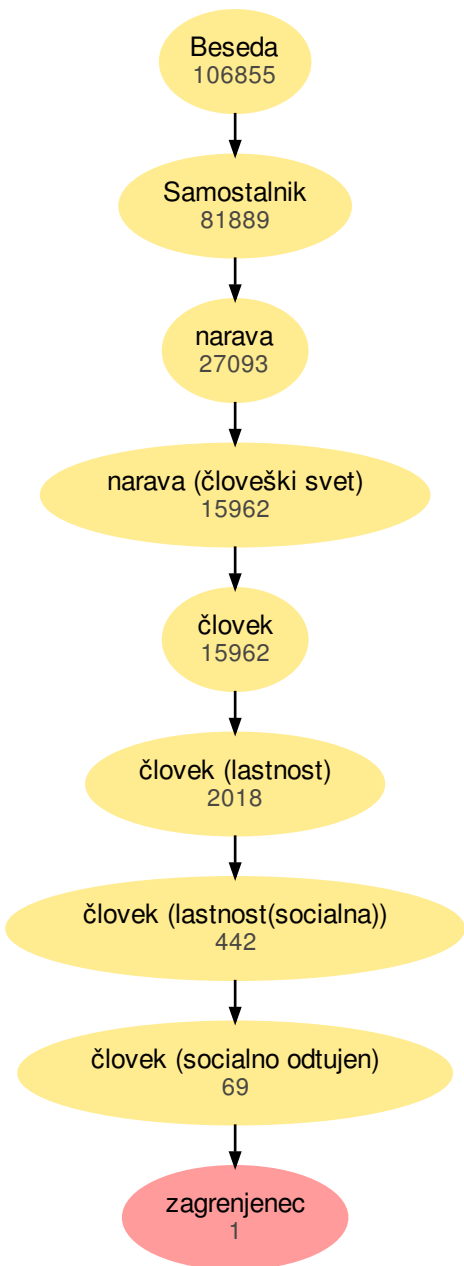 Beseda
106855
Samostalnik
81889
narava
27093
narava (človeški svet)
15962
človek
15962
človek (lastnost)
2018
človek (lastnost(socialna))
442
človek (socialno odtujen)
69
zagrenjenec
1